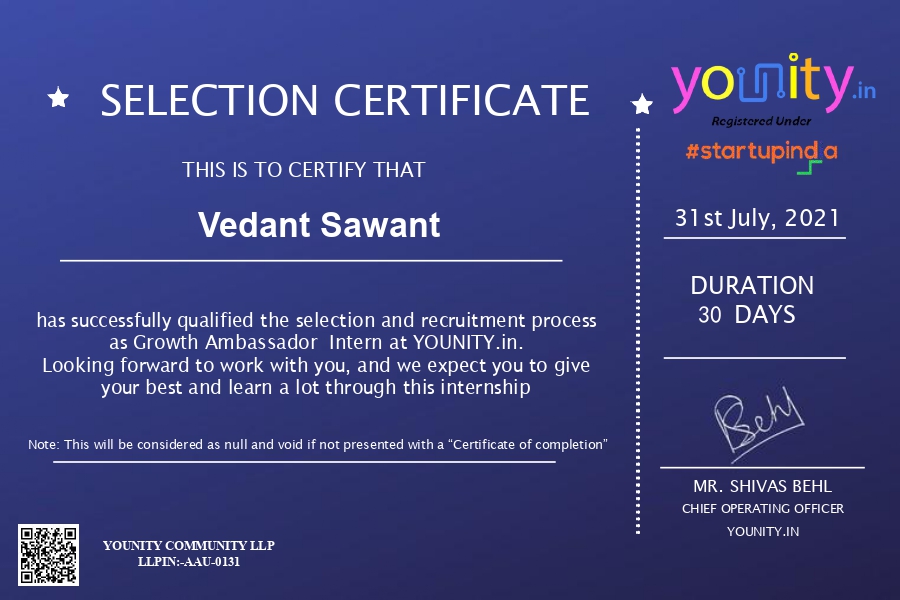 SELECTION CERTIFICATE
THIS IS TO CERTIFY THAT
Vedant Sawant
has successfully qualified the selection and recruitment process
as Growth Ambassador Intern at YOUNITY.in.
Looking forward to work with you, and we expect you to give
your best and learn a lot through this internship
Note: This will be considered as null and void if not presented with a “Certificate of completion”
YOUNITY COMMUNITY LLP
LLPIN:-AAU-0131
younity.in
Registered Under
#startupindia
31st July, 2021
DURATION
30 DAYS
Behl
MR. SHIVAS BEHL
CHIEF OPERATING OFFICER
YOUNITY.IN